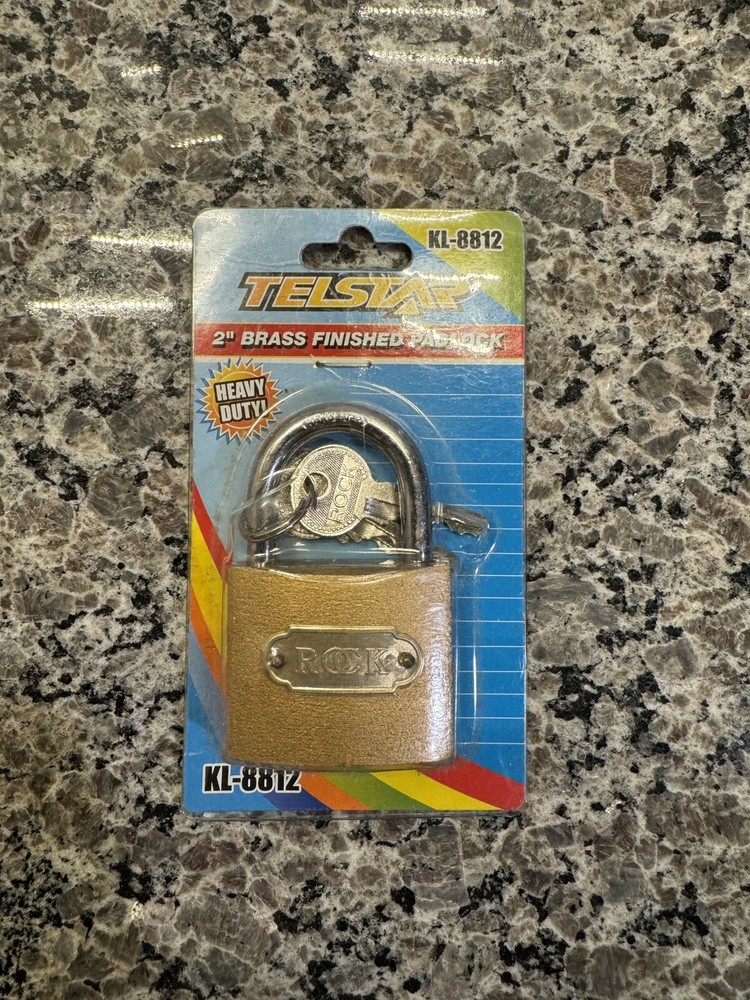 KL-8812
TELSTAR
2" BRASS FINISHED PADLOCK
HEAVY
DUTY!
ROCK
ROCK
KL-8812